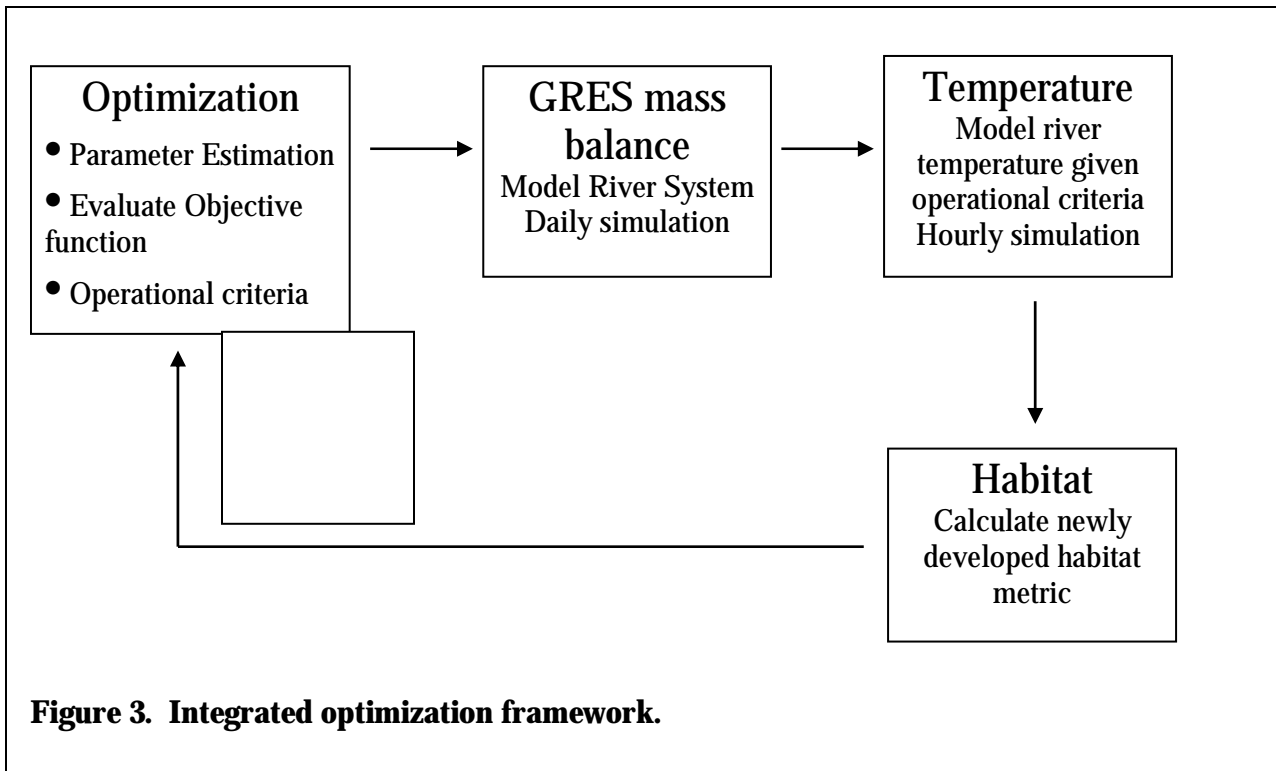 Optimization
• Parameter Estimation
• Evaluate Objective
function
• Operational criteria
GRES mass
balance
Model River System
Daily simulation
Temperature
Model river
temperature given
operational criteria
Hourly simulation
Habitat
Calculate newly
developed habitat
metric
Figure 3. Integrated optimization framework.